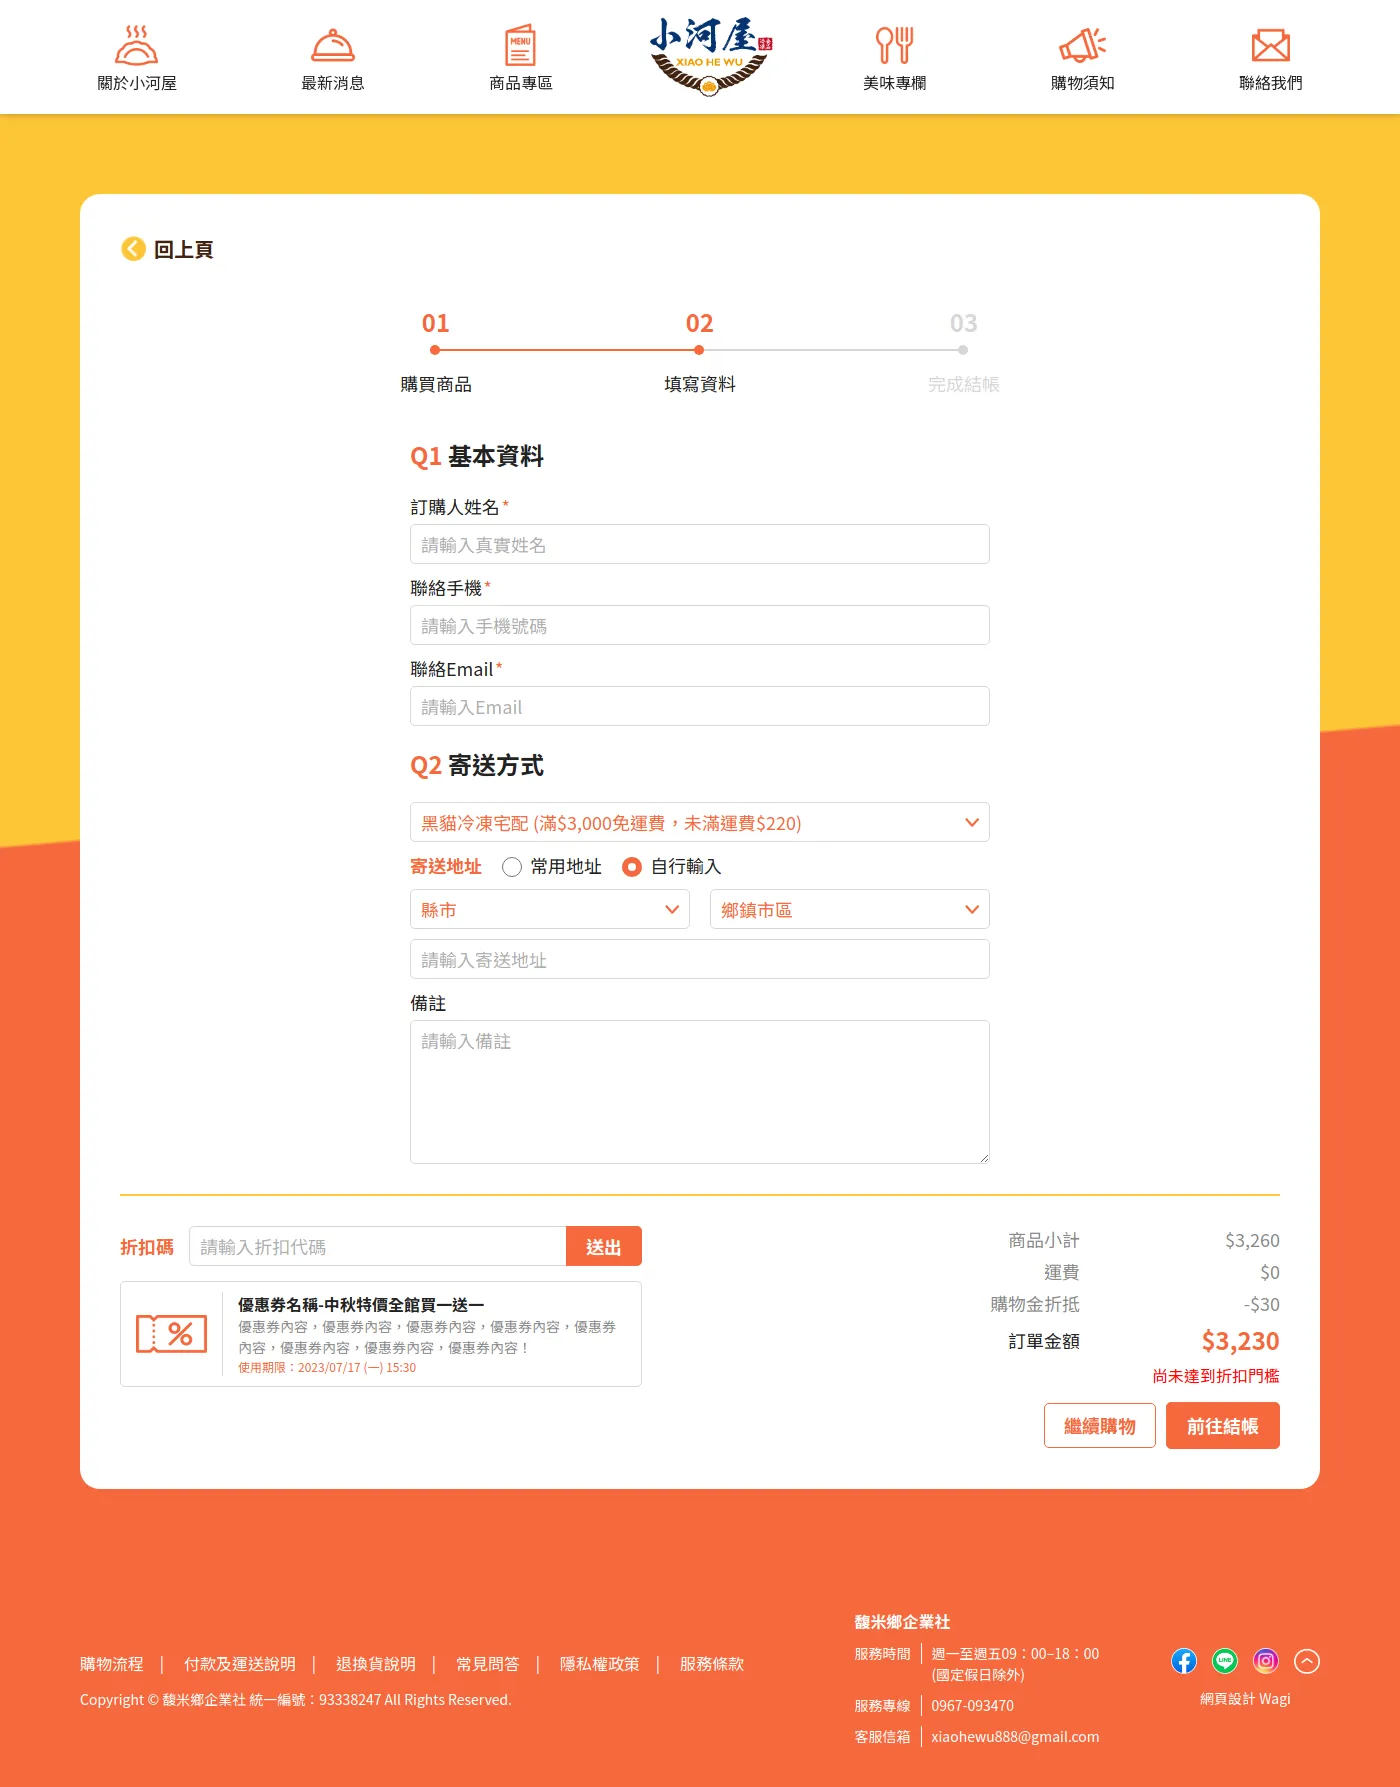 關於小河屋
最新消息
MENU
商品專區
小河屋
XIAO HE WU
美味專欄
購物須知
聯絡我們
回上頁
01
02
03
購買商品
填寫資料
完成結帳
Q1 基本資料
訂購人姓名*
請輸入真實姓名
聯絡手機*
請輸入手機號碼
聯絡Email*
請輸入Email
Q2 寄送方式
黑貓冷凍宅配 (滿$3,000免運費，未滿運費$220)
寄送地址 常用地址 自行輸入
縣市
鄉鎮市區
請輸入寄送地址
備註
請輸入備註
折扣碼 請輸入折扣代碼 送出
%
優惠券名稱-中秋特價全館買一送一
優惠券內容，優惠券內容，優惠券內容，優惠券內容，優惠券
內容，優惠券內容，優惠券內容，優惠券內容！
使用期限：2023/07/17 (一) 15:30
商品小計 $3,260
運費 $0
購物金折抵 -$30
訂單金額 $3,230
尚未達到折扣門檻
繼續購物 前往結帳
購物流程 | 付款及運送說明 | 退換貨說明 | 常見問答 | 隱私權政策 | 服務條款
Copyright © 馥米鄉企業社 統一編號：93338247 All Rights Reserved.
馥米鄉企業社
服務時間 週一至週五09：00–18：00
(國定假日除外)
服務專線 0967-093470
客服信箱 xiaohewu888@gmail.com
LINE
網頁設計 Wagi